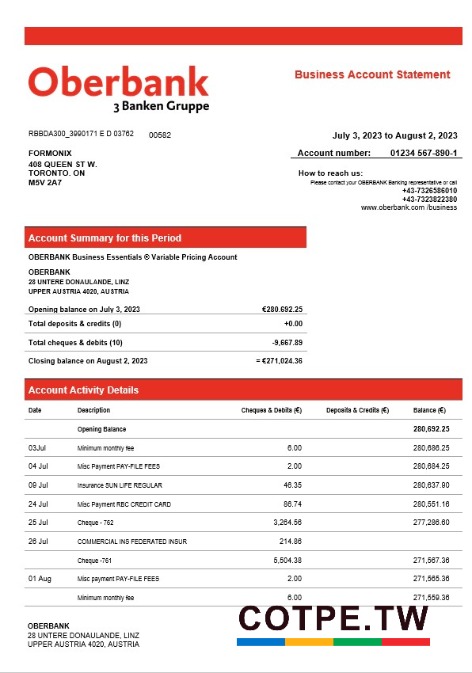 Oberbank
3 Banken Gruppe
Business Account Statement
RBBDA300_3990171 E D 03762 00582
July 3, 2023 to August 2, 2023
FORMONIX
408 QUEEN ST W.
TORONTO. ON
M5V 2A7
Account number: 01234 567-890-1
How to reach us:
Please contact your OBERBANK Banking representative or call
+43-7326586010
+43-7323822380
www.oberbank.com /business
Account Summary for this Period
OBERBANK Business Essentials ® Variable Pricing Account
OBERBANK
28 UNTERE DONAULANDE, LINZ
UPPER AUSTRIA 4020, AUSTRIA
Opening balance on July 3, 2023 €280.692.25
Total deposits & credits (0) +0.00
Total cheques & debits (10) -9,667.89
Closing balance on August 2, 2023 = €271,024.36
Account Activity Details
Date Description Cheques & Debits (€) Deposits & Credits (€) Balance (€)
Opening Balance 280,692.25
03Jul Minimum monthly fee 6.00 280,686.25
04 Jul Misc Payment PAY-FILE FEES 2.00 280,684.25
09 Jul Insurance SUN LIFE REGULAR 46.35 280,637.90
24 Jul Misc Payment RBC CREDIT CARD 86.74 280,551.16
25 Jul Cheque - 762 3,264.56 277,286.60
26 Jul COMMERCIAL INS FEDERATED INSUR 214.86
Cheque -761 5,504.38 271,567.36
01 Aug Misc payment PAY-FILE FEES 2.00 271,565.36
Minimum monthly fee 6.00 271,559.36
COTPE.TW
OBERBANK
28 UNTERE DONAULANDE, LINZ
UPPER AUSTRIA 4020, AUSTRIA